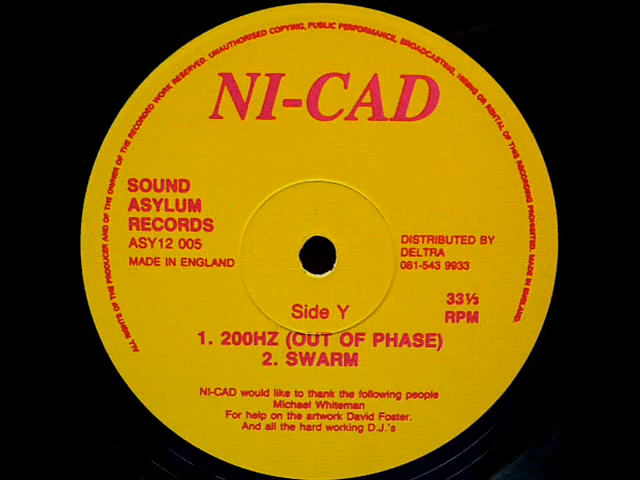 ALL RIGHTS OF THE PRODUCER AND OF THE OWNER OF THE RECORDED WORK RESERVED. UNAUTHORISED COPYING, PUBLIC PERFORMANCE, BROADCASTING, HIRING OR RENTAL OF THIS RECORDING PROHIBITED. MADE IN ENGLAND.
NI-CAD
SOUND
ASYLUM
RECORDS
ASY12 005
MADE IN ENGLAND
DISTRIBUTED BY
DELTRA
081-543 9933
Side Y
33⅓
RPM
1. 200HZ (OUT OF PHASE)
2. SWARM
NI-CAD would like to thank the following people
Michael Whiteman
For help on the artwork David Foster.
And all the hard working D.J.'s